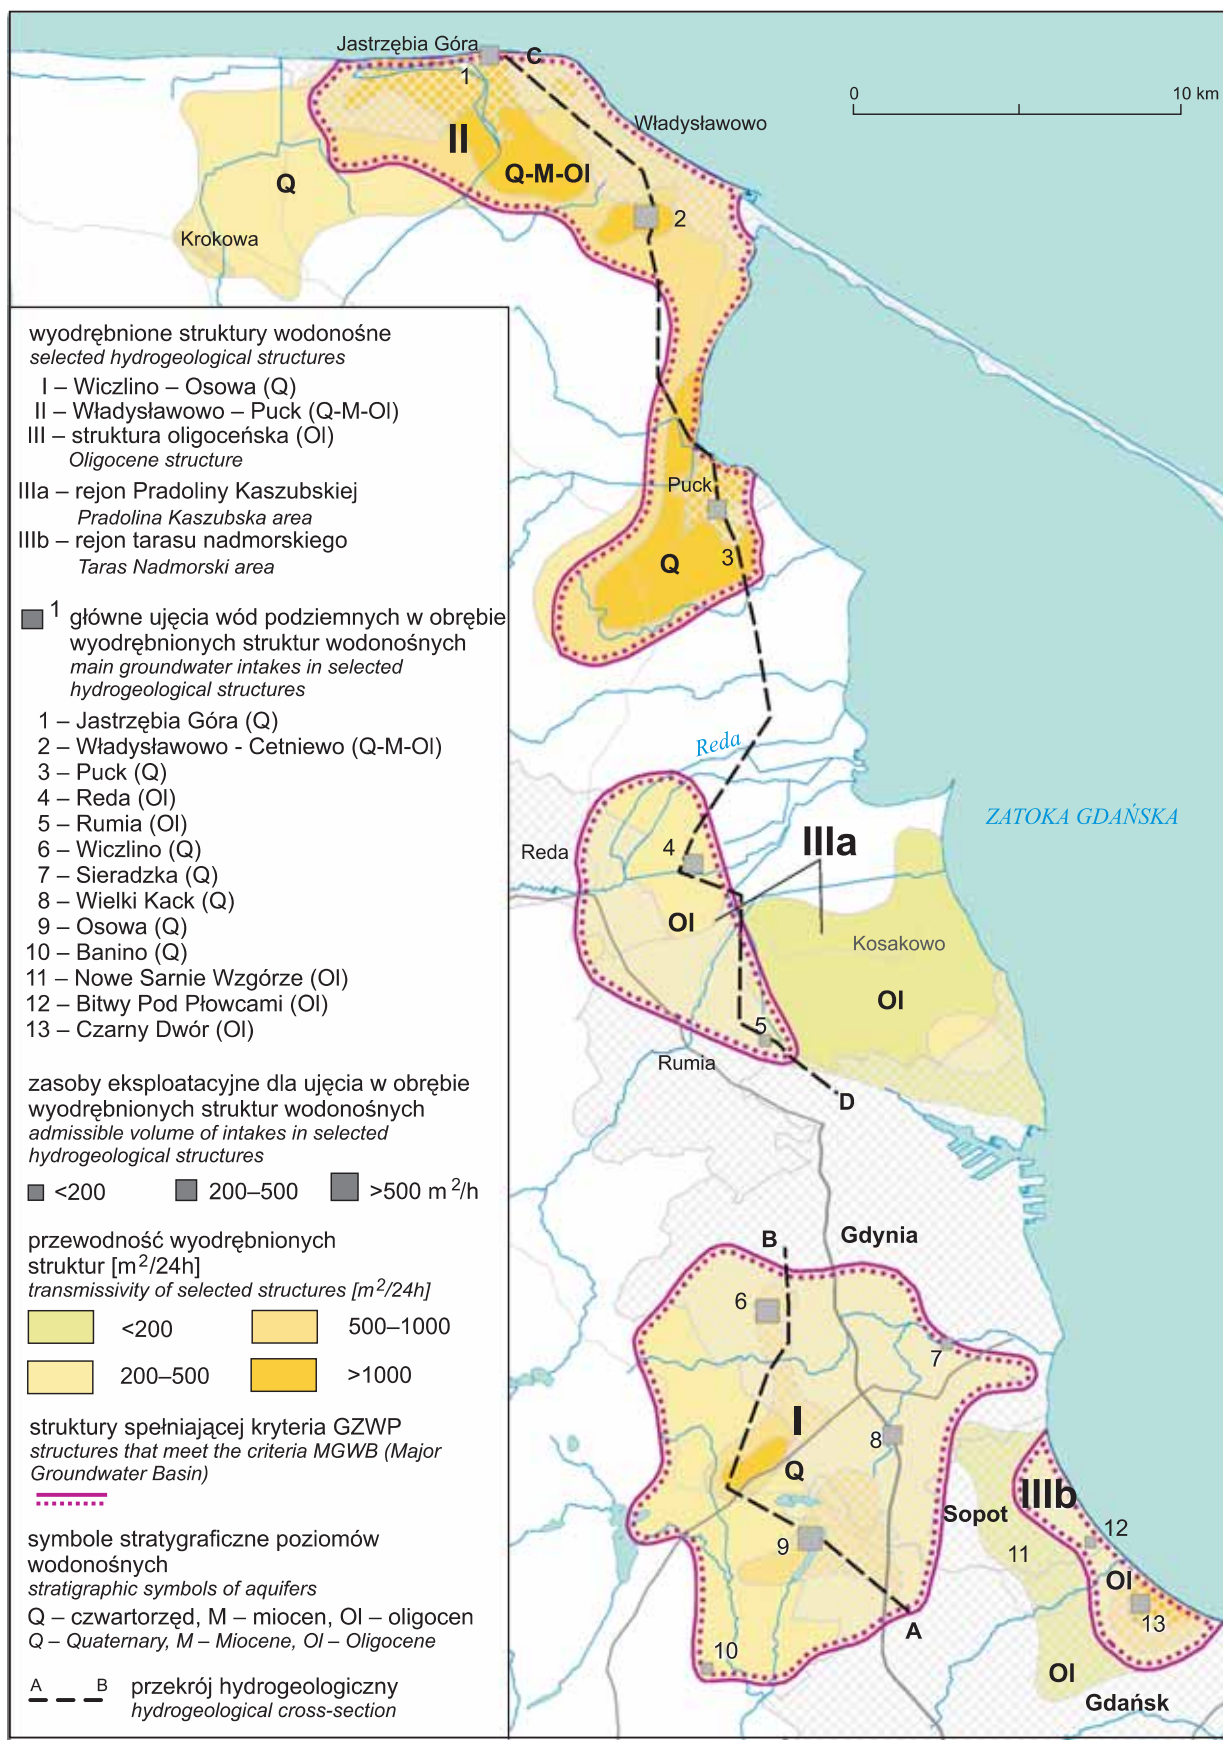 Jastrzębia Góra
C
1
0
10 km
Władysławowo
II
Q-M-Ol
Q
2
Krokowa
wyodrębnione struktury wodonośne
selected hydrogeological structures
I – Wiczlino – Osowa (Q)
II – Władysławowo – Puck (Q-M-Ol)
III – struktura oligoceńska (Ol)
Oligocene structure
IIIa – rejon Pradoliny Kaszubskiej
Pradolina Kaszubska area
IIIb – rejon tarasu nadmorskiego
Taras Nadmorski area
1 główne ujęcia wód podziemnych w obrębie
wyodrębnionych struktur wodonośnych
main groundwater intakes in selected
hydrogeological structures
1 – Jastrzębia Góra (Q)
2 – Władysławowo - Cetniewo (Q-M-Ol)
3 – Puck (Q)
4 – Reda (Ol)
5 – Rumia (Ol)
6 – Wiczlino (Q)
7 – Sieradzka (Q)
8 – Wielki Kack (Q)
9 – Osowa (Q)
10 – Banino (Q)
11 – Nowe Sarnie Wzgórze (Ol)
12 – Bitwy Pod Płowcami (Ol)
13 – Czarny Dwór (Ol)
zasoby eksploatacyjne dla ujęcia w obrębie
wyodrębnionych struktur wodonośnych
admissible volume of intakes in selected
hydrogeological structures
<200 200–500 >500 m²/h
przewodność wyodrębnionych
struktur [m²/24h]
transmissivity of selected structures [m²/24h]
<200 500–1000
200–500 >1000
struktury spełniającej kryteria GZWP
structures that meet the criteria MGWB (Major
Groundwater Basin)
symbole stratygraficzne poziomów
wodonośnych
stratigraphic symbols of aquifers
Q – czwartorzęd, M – miocen, Ol – oligocen
Q – Quaternary, M – Miocene, Ol – Oligocene
A B przekrój hydrogeologiczny
hydrogeological cross-section
Puck
3
Q
Reda
ZATOKA GDAŃSKA
Reda
4
IIIa
Ol
Kosakowo
Ol
5
Rumia
D
B
Gdynia
6
7
I
8
Q
IIIb
Sopot
12
9
11
Ol
A
13
10
Ol
Gdańsk